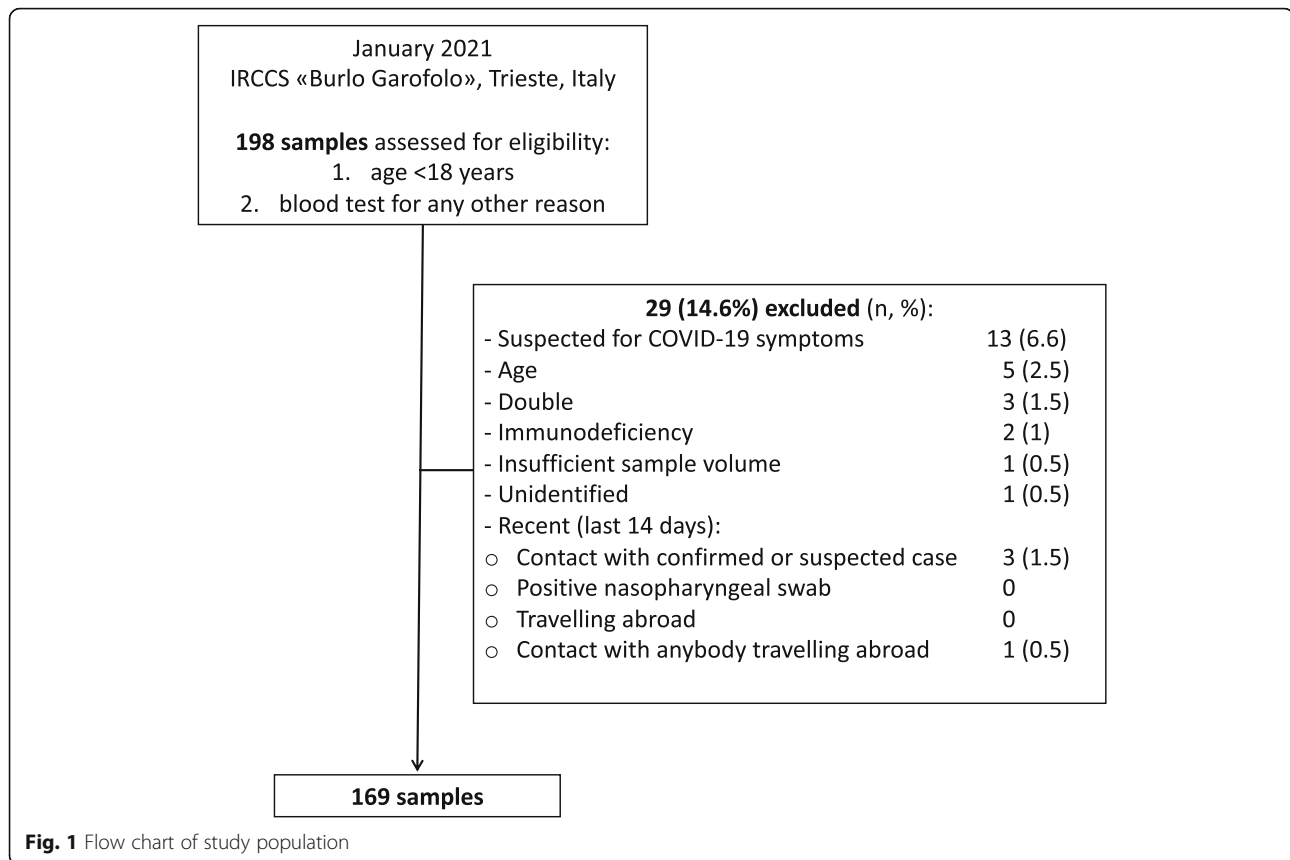 January 2021
IRCCS «Burlo Garofolo», Trieste, Italy
198 samples assessed for eligibility:
1. age <18 years
2. blood test for any other reason
29 (14.6%) excluded (n, %):
- Suspected for COVID-19 symptoms 13 (6.6)
- Age 5 (2.5)
- Double 3 (1.5)
- Immunodeficiency 2 (1)
- Insufficient sample volume 1 (0.5)
- Unidentified 1 (0.5)
- Recent (last 14 days):
○ Contact with confirmed or suspected case 3 (1.5)
○ Positive nasopharyngeal swab 0
○ Travelling abroad 0
○ Contact with anybody travelling abroad 1 (0.5)
169 samples
Fig. 1 Flow chart of study population